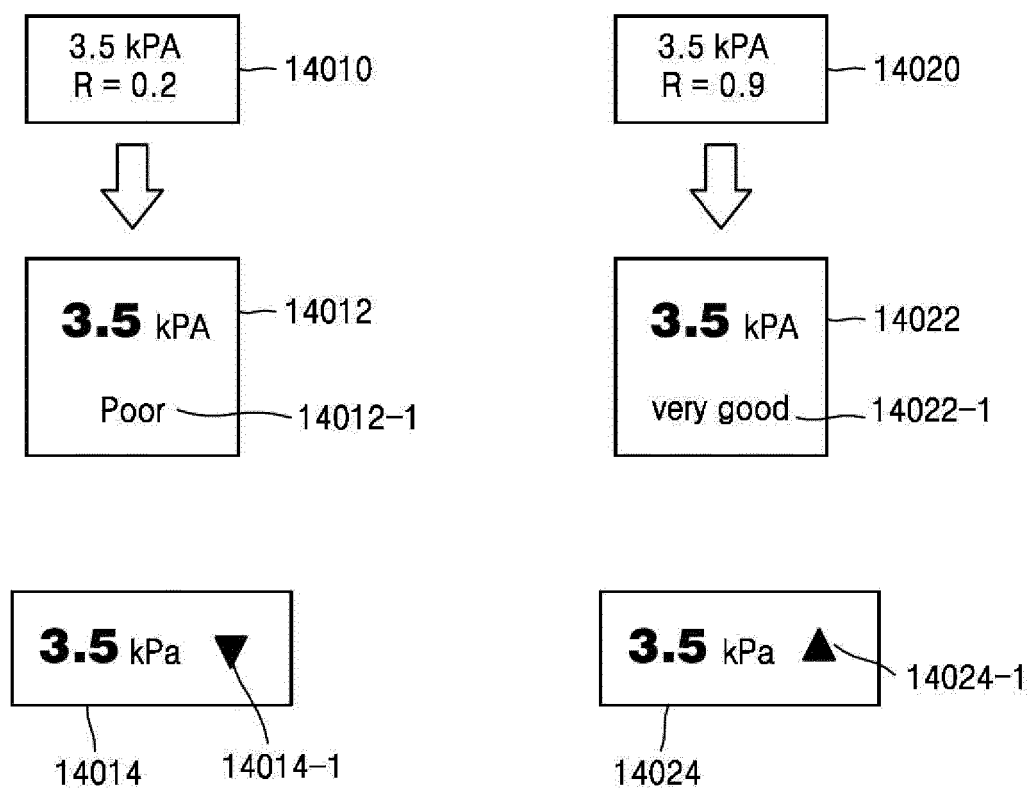 3.5 kPA
R = 0.2
14010
3.5 kPA
R = 0.9
14020
3.5 kPA
14012
Poor
14012-1
3.5 kPA
14022
very good
14022-1
3.5 kPa ▼
14014
14014-1
3.5 kPa ▲
14024-1
14024